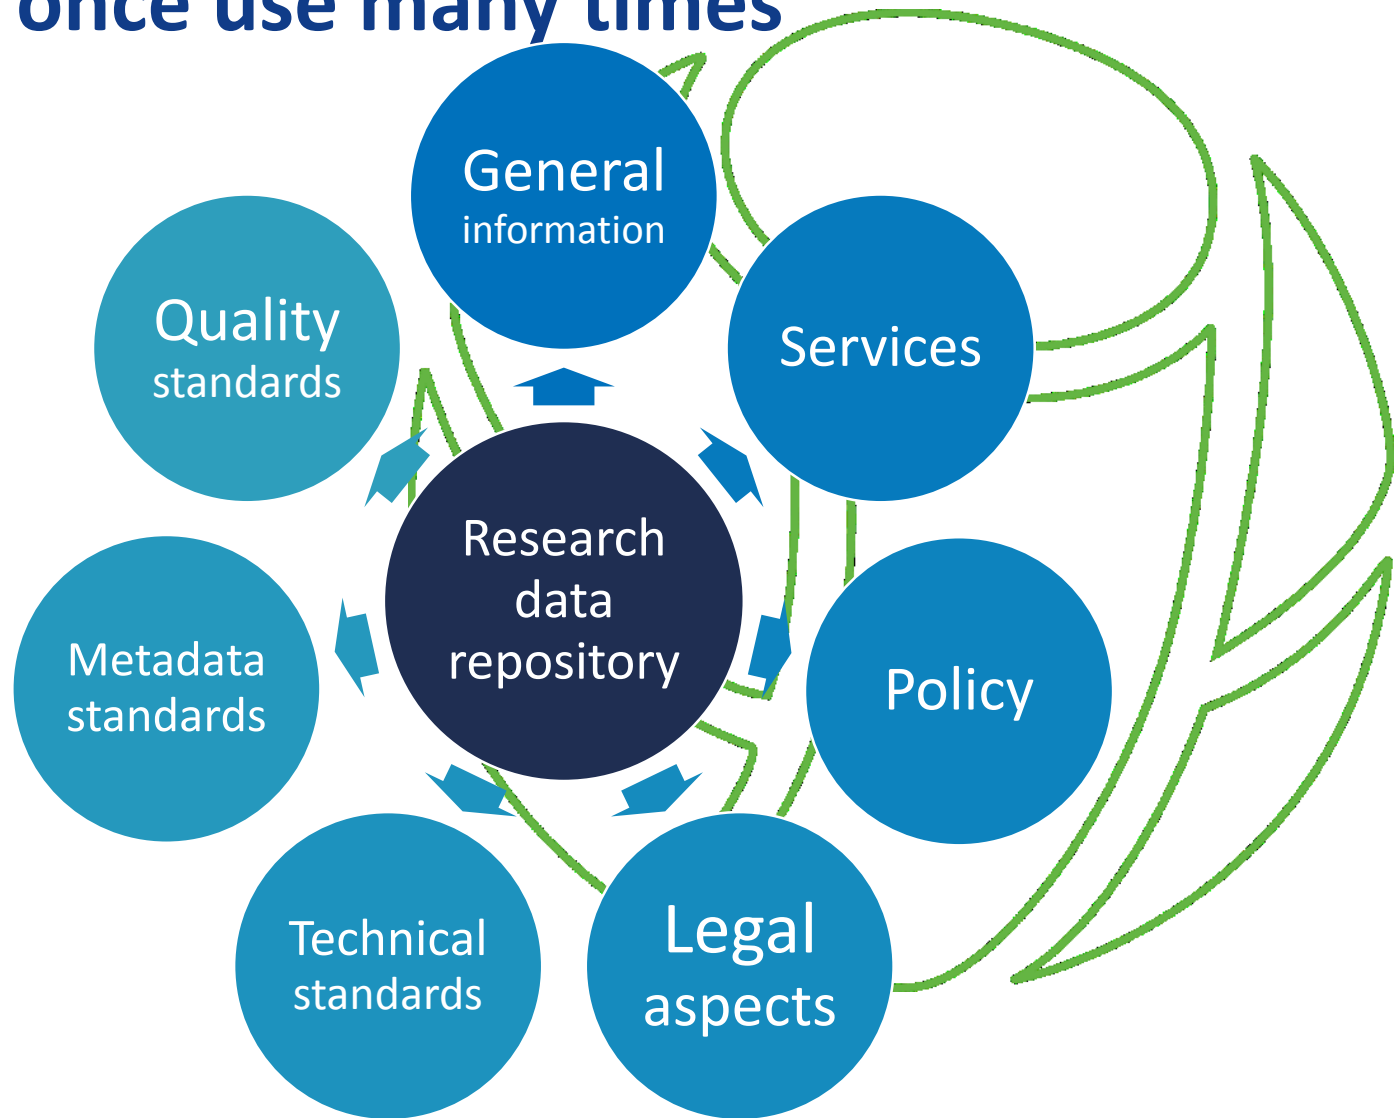 once use many times
General
information
Services
Policy
Legal
aspects
Technical
standards
Metadata
standards
Quality
standards
Research
data
repository